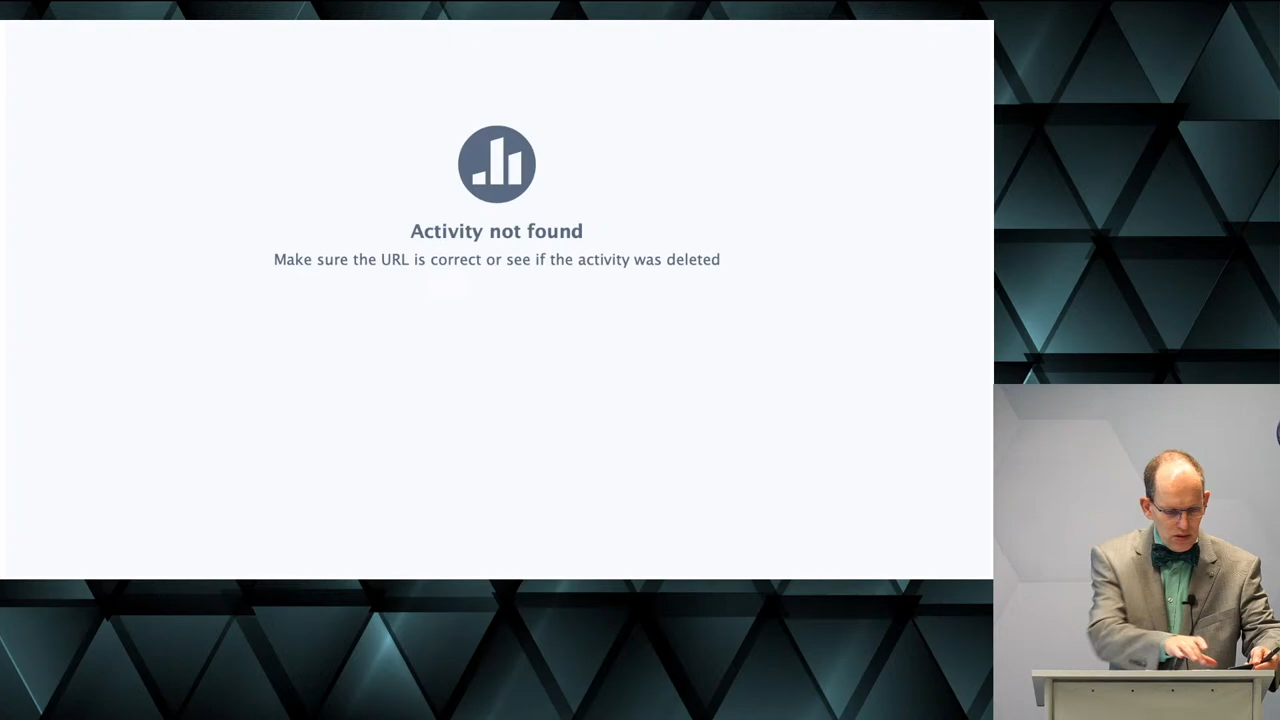 Activity not found
Make sure the URL is correct or see if the activity was deleted